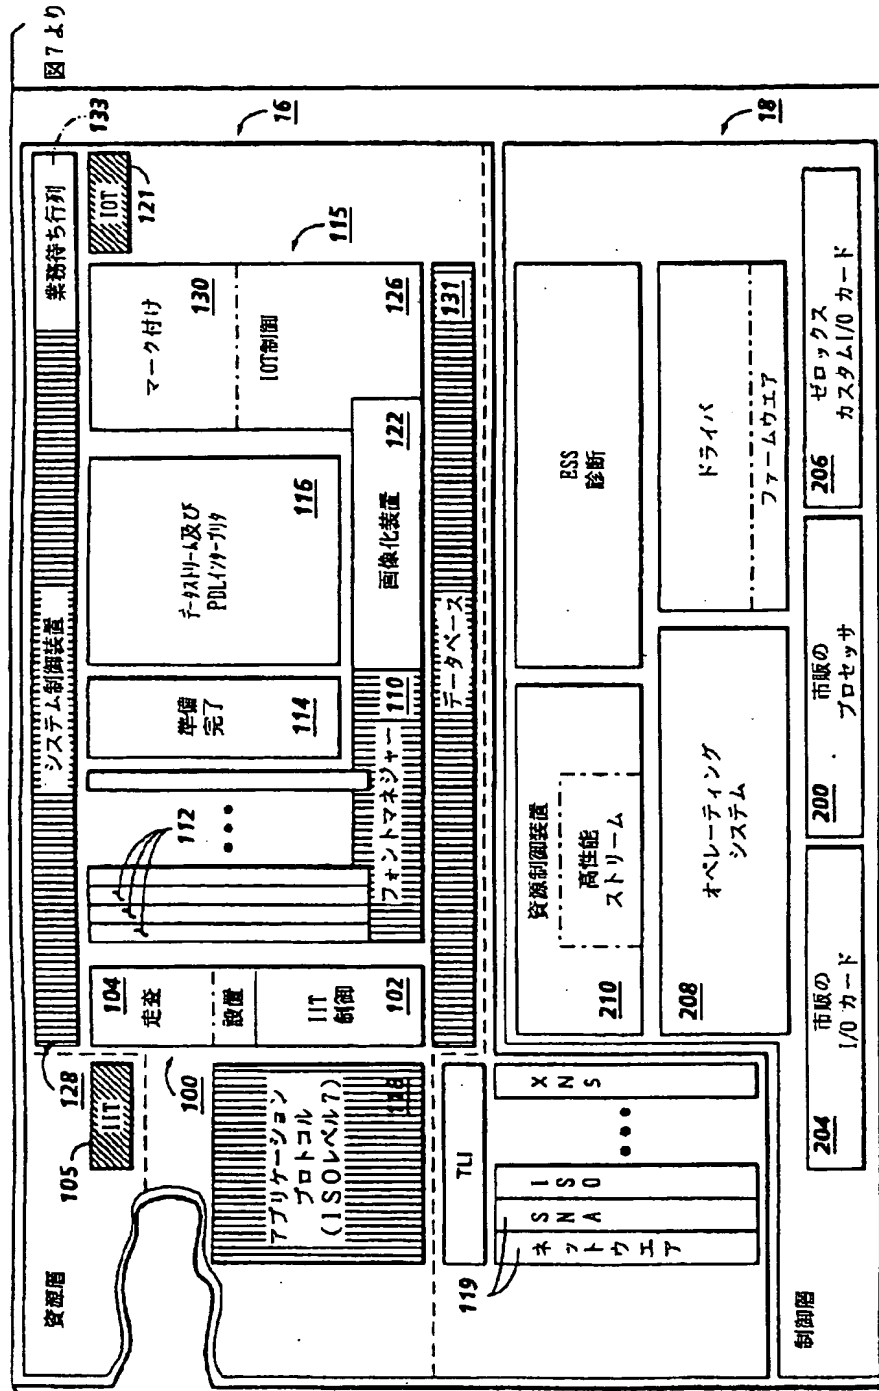 図7より
資源層
105
IIT
128
システム制御装置
業務待ち行列
133
IOT
121
16
100
104
走査
設置
IIT
制御
102
112
•••
準備
完了
114
データストリーム及び
PDLインタープリタ
116
マーク付け
130
IOT制御
126
115
フォントマネジャー
110
画像化装置
122
アプリケーション
プロトコル
(ISOレベル7)
118
データベース
131
TLI
119
ネットウエア
SNA
ISO
•••
XNS
18
資源制御装置
高性能
ストリーム
210
ESS
診断
オペレーティング
システム
208
ドライバ
ファームウエア
制御層
市販の
I/Oカード
204
市販の
プロセッサ
200
ゼロックス
カスタムI/Oカード
206